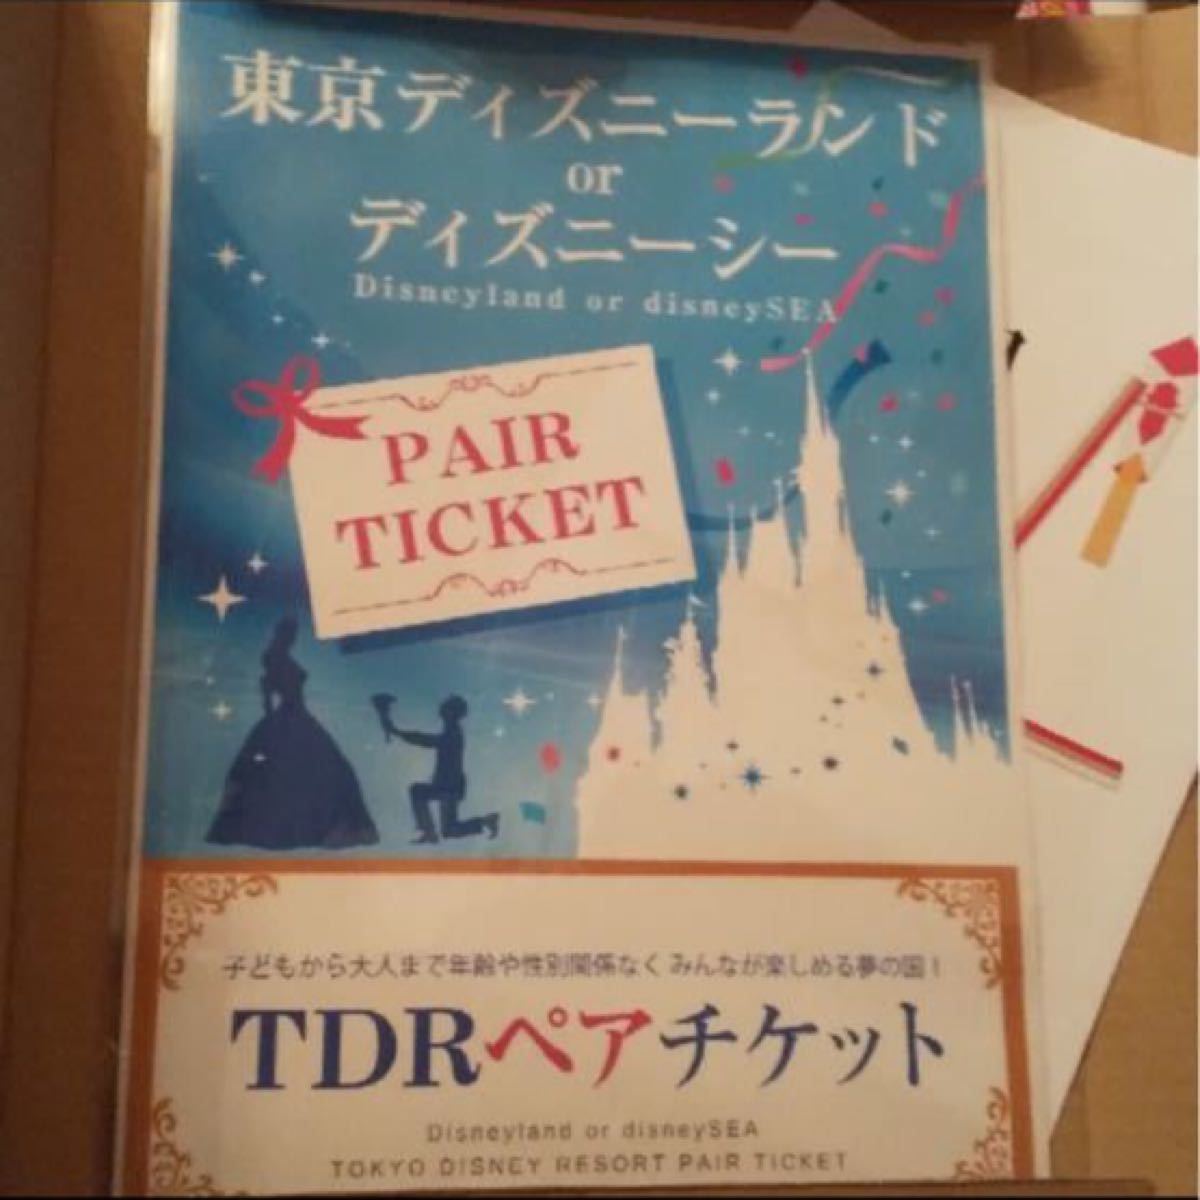 東京ディズニーランド
or
ディズニーシー
Disneyland or disneySEA
PAIR
TICKET
子どもから大人まで年齢や性別関係なく みんなが楽しめる夢の国！
TDRペアチケット
Disneyland or disneySEA
TOKYO DISNEY RESORT PAIR TICKET